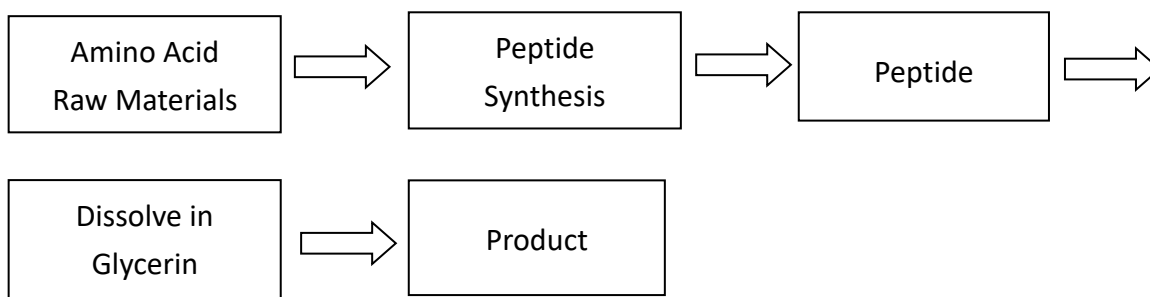 Amino Acid
Raw Materials
Peptide
Synthesis
Peptide
Dissolve in
Glycerin
Product